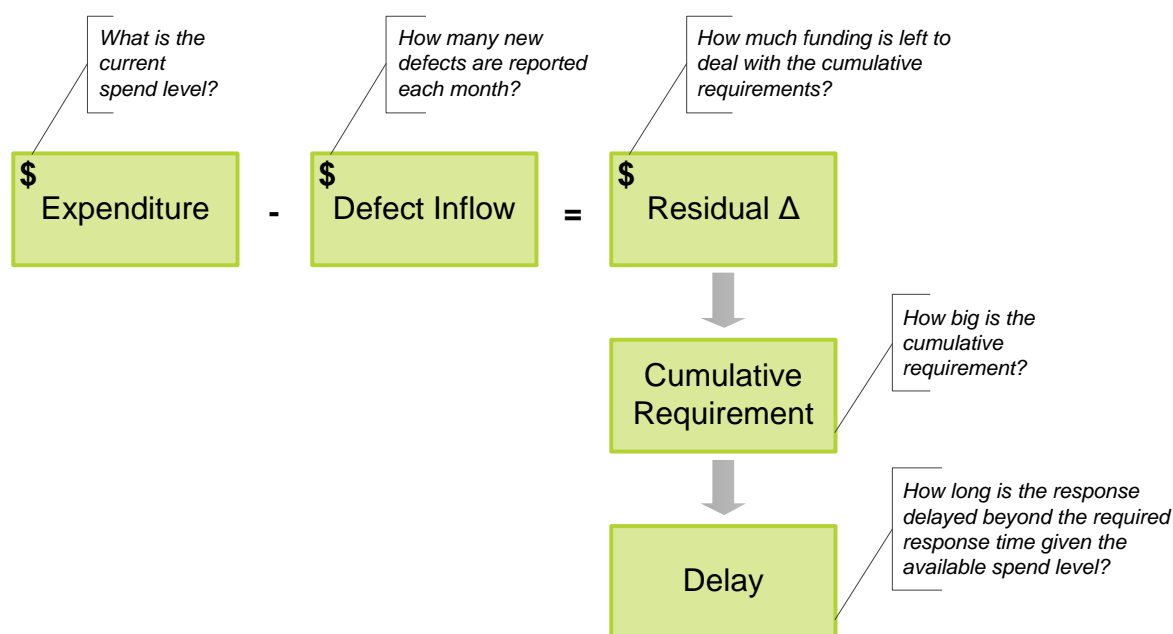 What is the
current
spend level?
How many new
defects are reported
each month?
How much funding is left to
deal with the cumulative
requirements?
$
Expenditure
-
$
Defect Inflow
=
$
Residual Δ
How big is the
cumulative
requirement?
Cumulative
Requirement
How long is the response
delayed beyond the required
response time given the
available spend level?
Delay